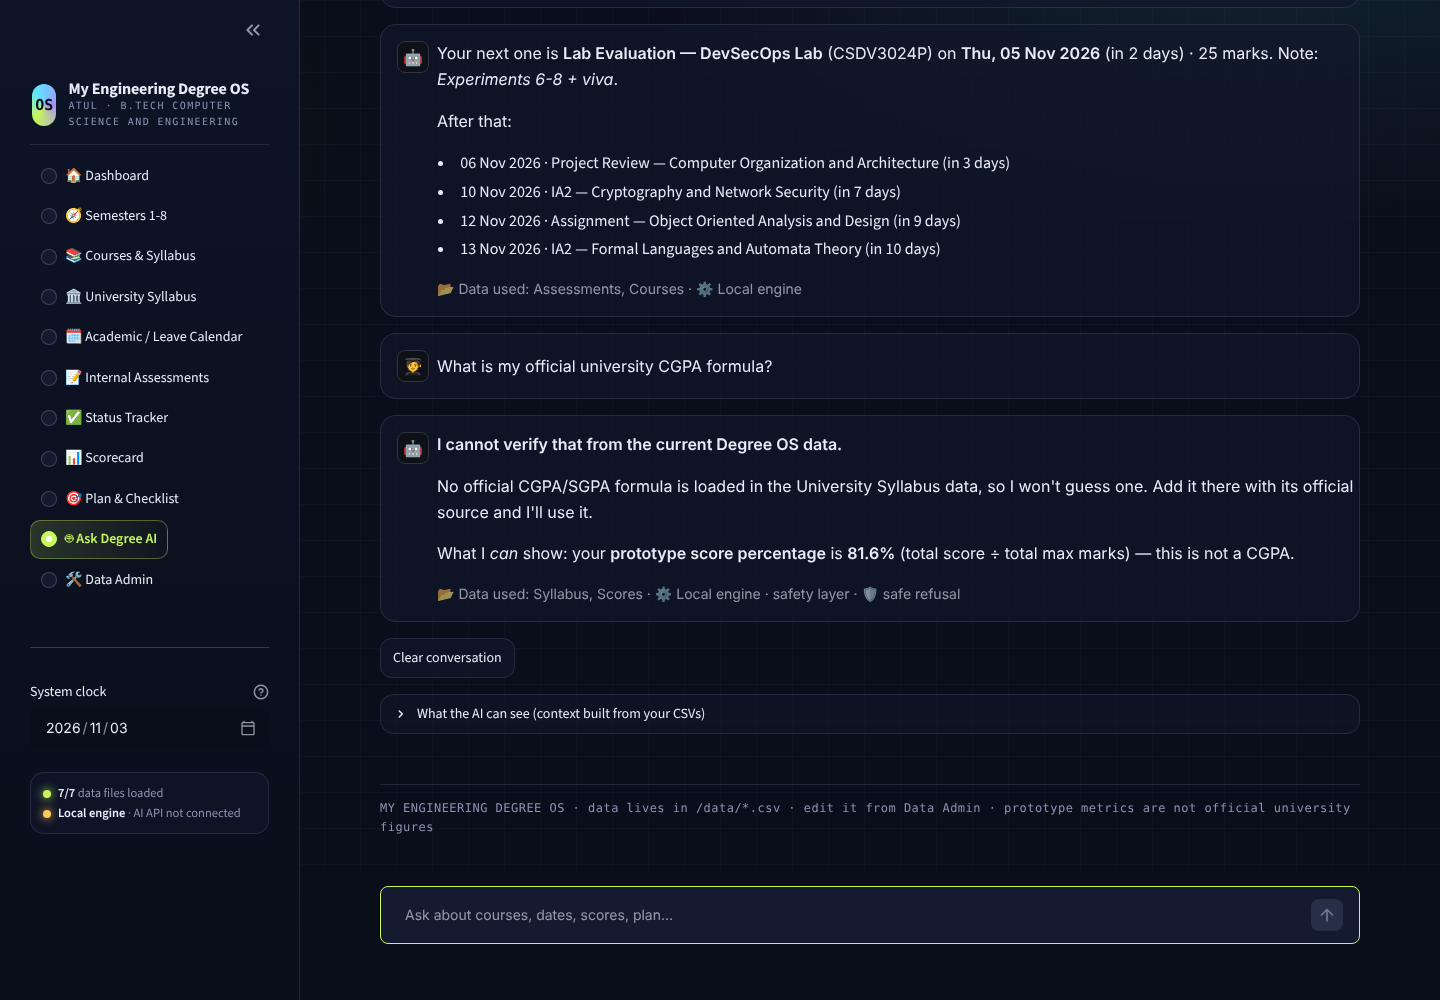 OS
My Engineering Degree OS
ATUL · B.TECH COMPUTER
SCIENCE AND ENGINEERING
🏠 Dashboard
🧭 Semesters 1-8
📚 Courses & Syllabus
🏛️ University Syllabus
🗓️ Academic / Leave Calendar
📝 Internal Assessments
✅ Status Tracker
📊 Scorecard
🎯 Plan & Checklist
Ask Degree AI
🛠️ Data Admin
System clock
2026/11/03
7/7 data files loaded
Local engine · AI API not connected
Your next one is Lab Evaluation — DevSecOps Lab (CSDV3024P) on Thu, 05 Nov 2026 (in 2 days) · 25 marks. Note:
Experiments 6-8 + viva.
After that:
• 06 Nov 2026 · Project Review — Computer Organization and Architecture (in 3 days)
• 10 Nov 2026 · IA2 — Cryptography and Network Security (in 7 days)
• 12 Nov 2026 · Assignment — Object Oriented Analysis and Design (in 9 days)
• 13 Nov 2026 · IA2 — Formal Languages and Automata Theory (in 10 days)
📂 Data used: Assessments, Courses · ⚙️ Local engine
What is my official university CGPA formula?
I cannot verify that from the current Degree OS data.
No official CGPA/SGPA formula is loaded in the University Syllabus data, so I won't guess one. Add it there with its official
source and I'll use it.
What I can show: your prototype score percentage is 81.6% (total score ÷ total max marks) — this is not a CGPA.
📂 Data used: Syllabus, Scores · ⚙️ Local engine · safety layer · 🛡️ safe refusal
Clear conversation
What the AI can see (context built from your CSVs)
MY ENGINEERING DEGREE OS · data lives in /data/*.csv · edit it from Data Admin · prototype metrics are not official university
figures
Ask about courses, dates, scores, plan...